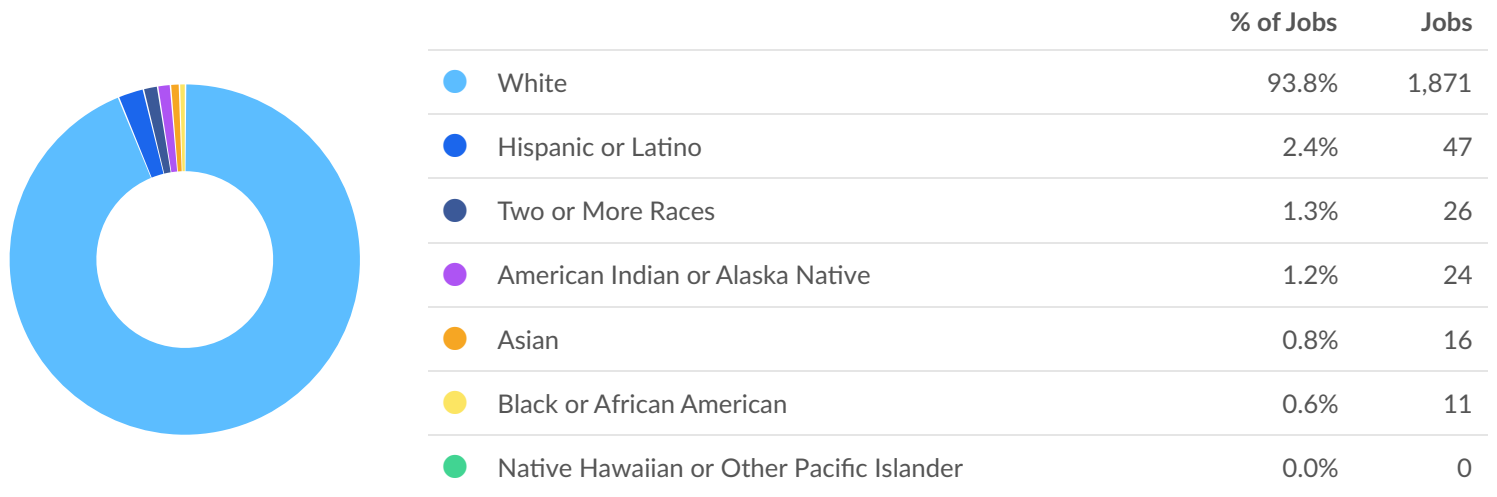 % of Jobs Jobs
White 93.8% 1,871
Hispanic or Latino 2.4% 47
Two or More Races 1.3% 26
American Indian or Alaska Native 1.2% 24
Asian 0.8% 16
Black or African American 0.6% 11
Native Hawaiian or Other Pacific Islander 0.0% 0